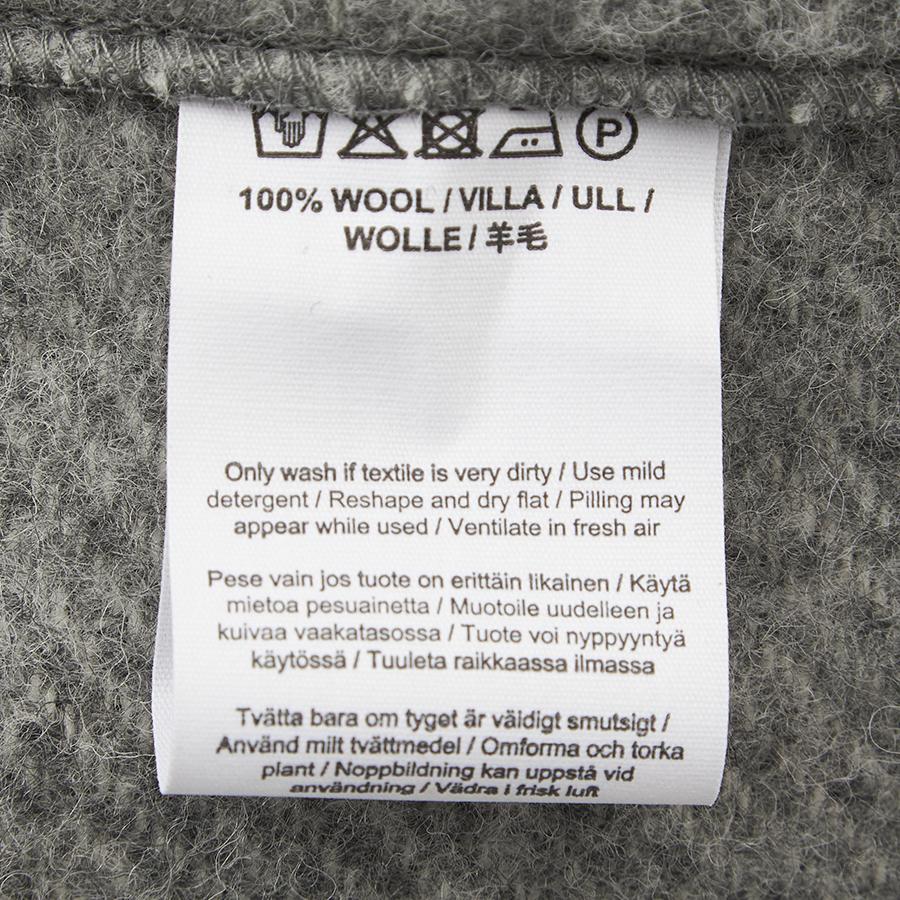 P
100% WOOL / VILLA / ULL /
WOLLE / 羊毛
Only wash if textile is very dirty / Use mild
detergent / Reshape and dry flat / Pilling may
appear while used / Ventilate in fresh air
Pese vain jos tuote on erittäin likainen / Käytä
mietoa pesuainetta / Muotoile uudelleen ja
kuivaa vaakatasossa / Tuote voi nyppyyntyä
käytössä / Tuuleta raikkaassa ilmassa
Tvätta bara om tyget är väidigt smutsigt /
Använd milt tvättmedel / Omforma och torka
plant / Noppbildning kan uppstå vid
användning / Vädra i frisk luft